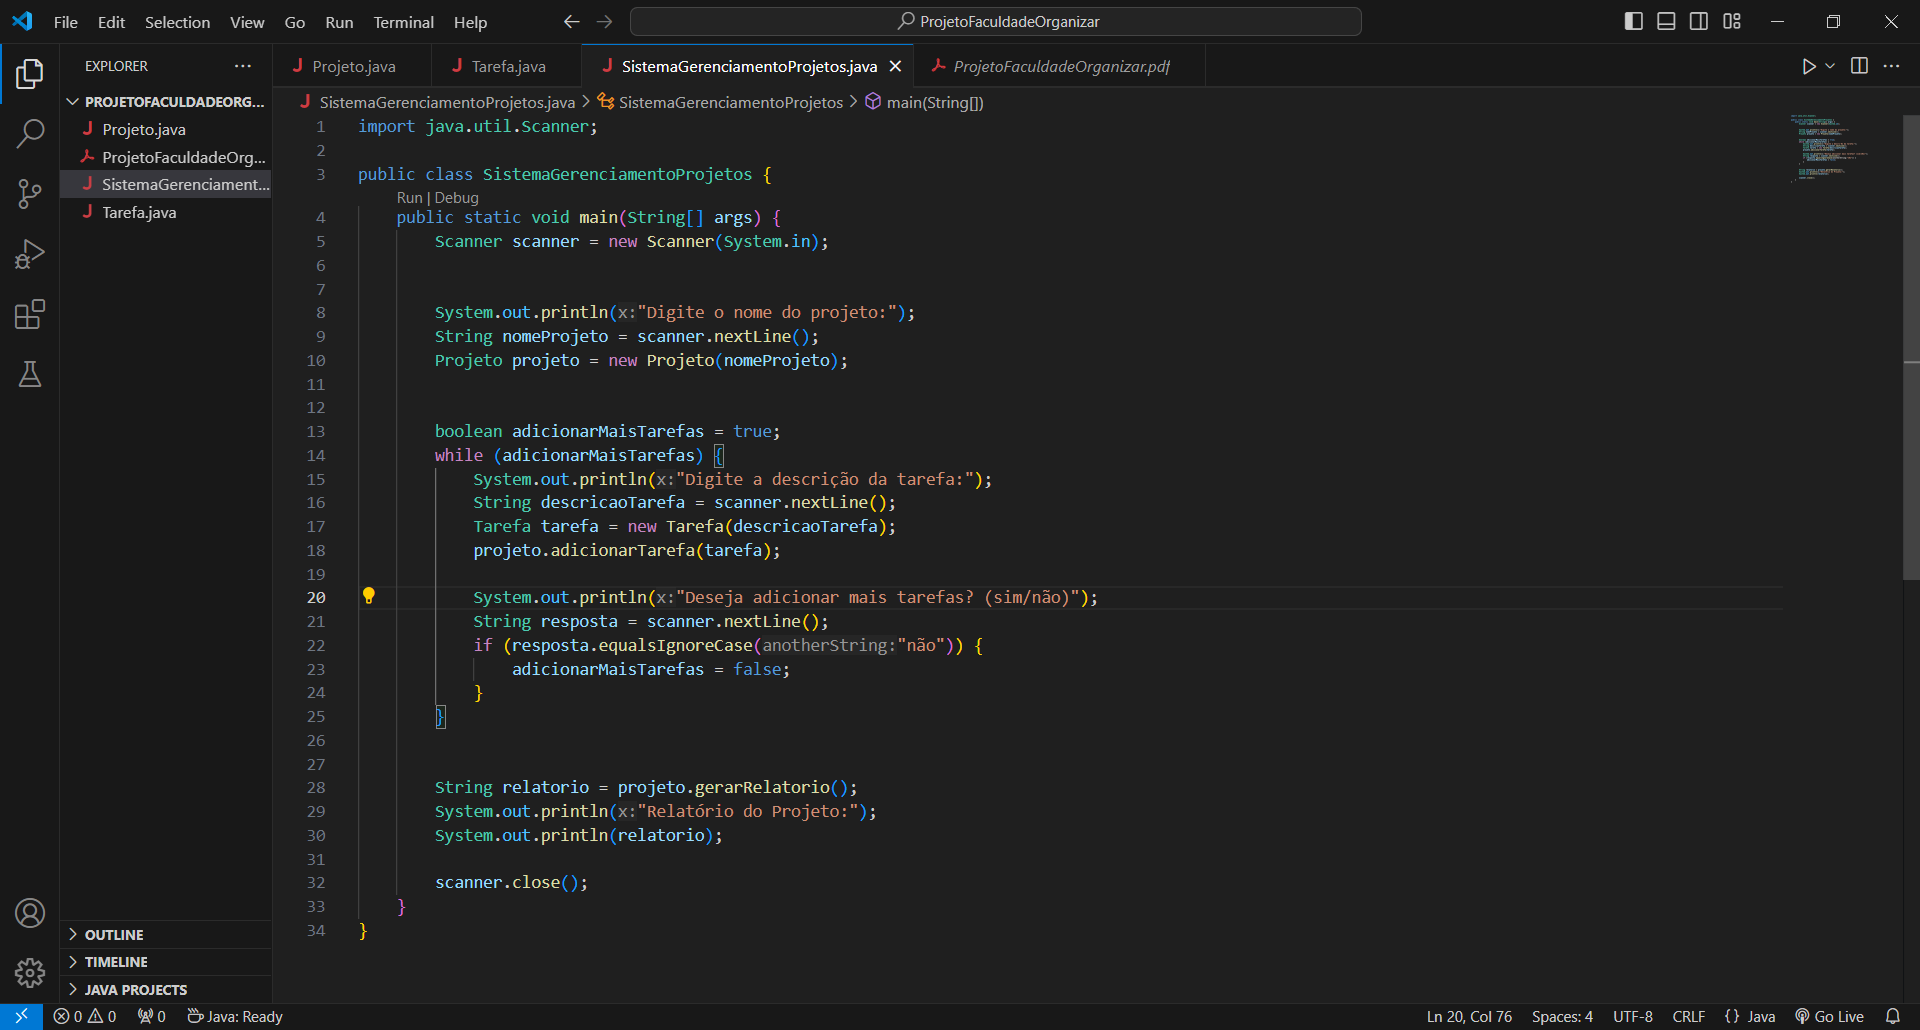 File Edit Selection View Go Run Terminal Help
ProjetoFaculdadeOrganizar
EXPLORER
PROJETOFACULDADEORG...
Projeto.java
ProjetoFaculdadeOrg...
SistemaGerenciament...
Tarefa.java
OUTLINE
TIMELINE
JAVA PROJECTS
Projeto.java Tarefa.java SistemaGerenciamentoProjetos.java ProjetoFaculdadeOrganizar.pdf
SistemaGerenciamentoProjetos.java > SistemaGerenciamentoProjetos > main(String[])
1 import java.util.Scanner;
2
3 public class SistemaGerenciamentoProjetos {
Run | Debug
4 public static void main(String[] args) {
5 Scanner scanner = new Scanner(System.in);
6
7
8 System.out.println(x:"Digite o nome do projeto:");
9 String nomeProjeto = scanner.nextLine();
10 Projeto projeto = new Projeto(nomeProjeto);
11
12
13 boolean adicionarMaisTarefas = true;
14 while (adicionarMaisTarefas) {
15 System.out.println(x:"Digite a descrição da tarefa:");
16 String descricaoTarefa = scanner.nextLine();
17 Tarefa tarefa = new Tarefa(descricaoTarefa);
18 projeto.adicionarTarefa(tarefa);
19
20 System.out.println(x:"Deseja adicionar mais tarefas? (sim/não)");
21 String resposta = scanner.nextLine();
22 if (resposta.equalsIgnoreCase(anotherString:"não")) {
23 adicionarMaisTarefas = false;
24 }
25 }
26
27
28 String relatorio = projeto.gerarRelatorio();
29 System.out.println(x:"Relatório do Projeto:");
30 System.out.println(relatorio);
31
32 scanner.close();
33 }
34 }
0 0 0 Java: Ready
Ln 20, Col 76 Spaces: 4 UTF-8 CRLF {} Java Go Live